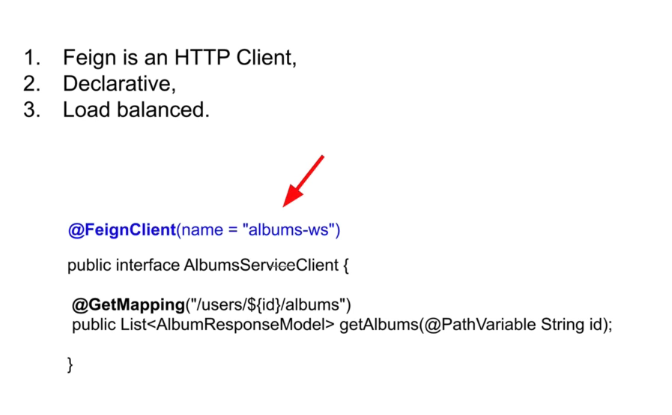 1. Feign is an HTTP Client,
2. Declarative,
3. Load balanced.
@FeignClient(name = "albums-ws")
public interface AlbumsServiceClient {
@GetMapping("/users/${id}/albums")
public List<AlbumResponseModel> getAlbums(@PathVariable String id);
}